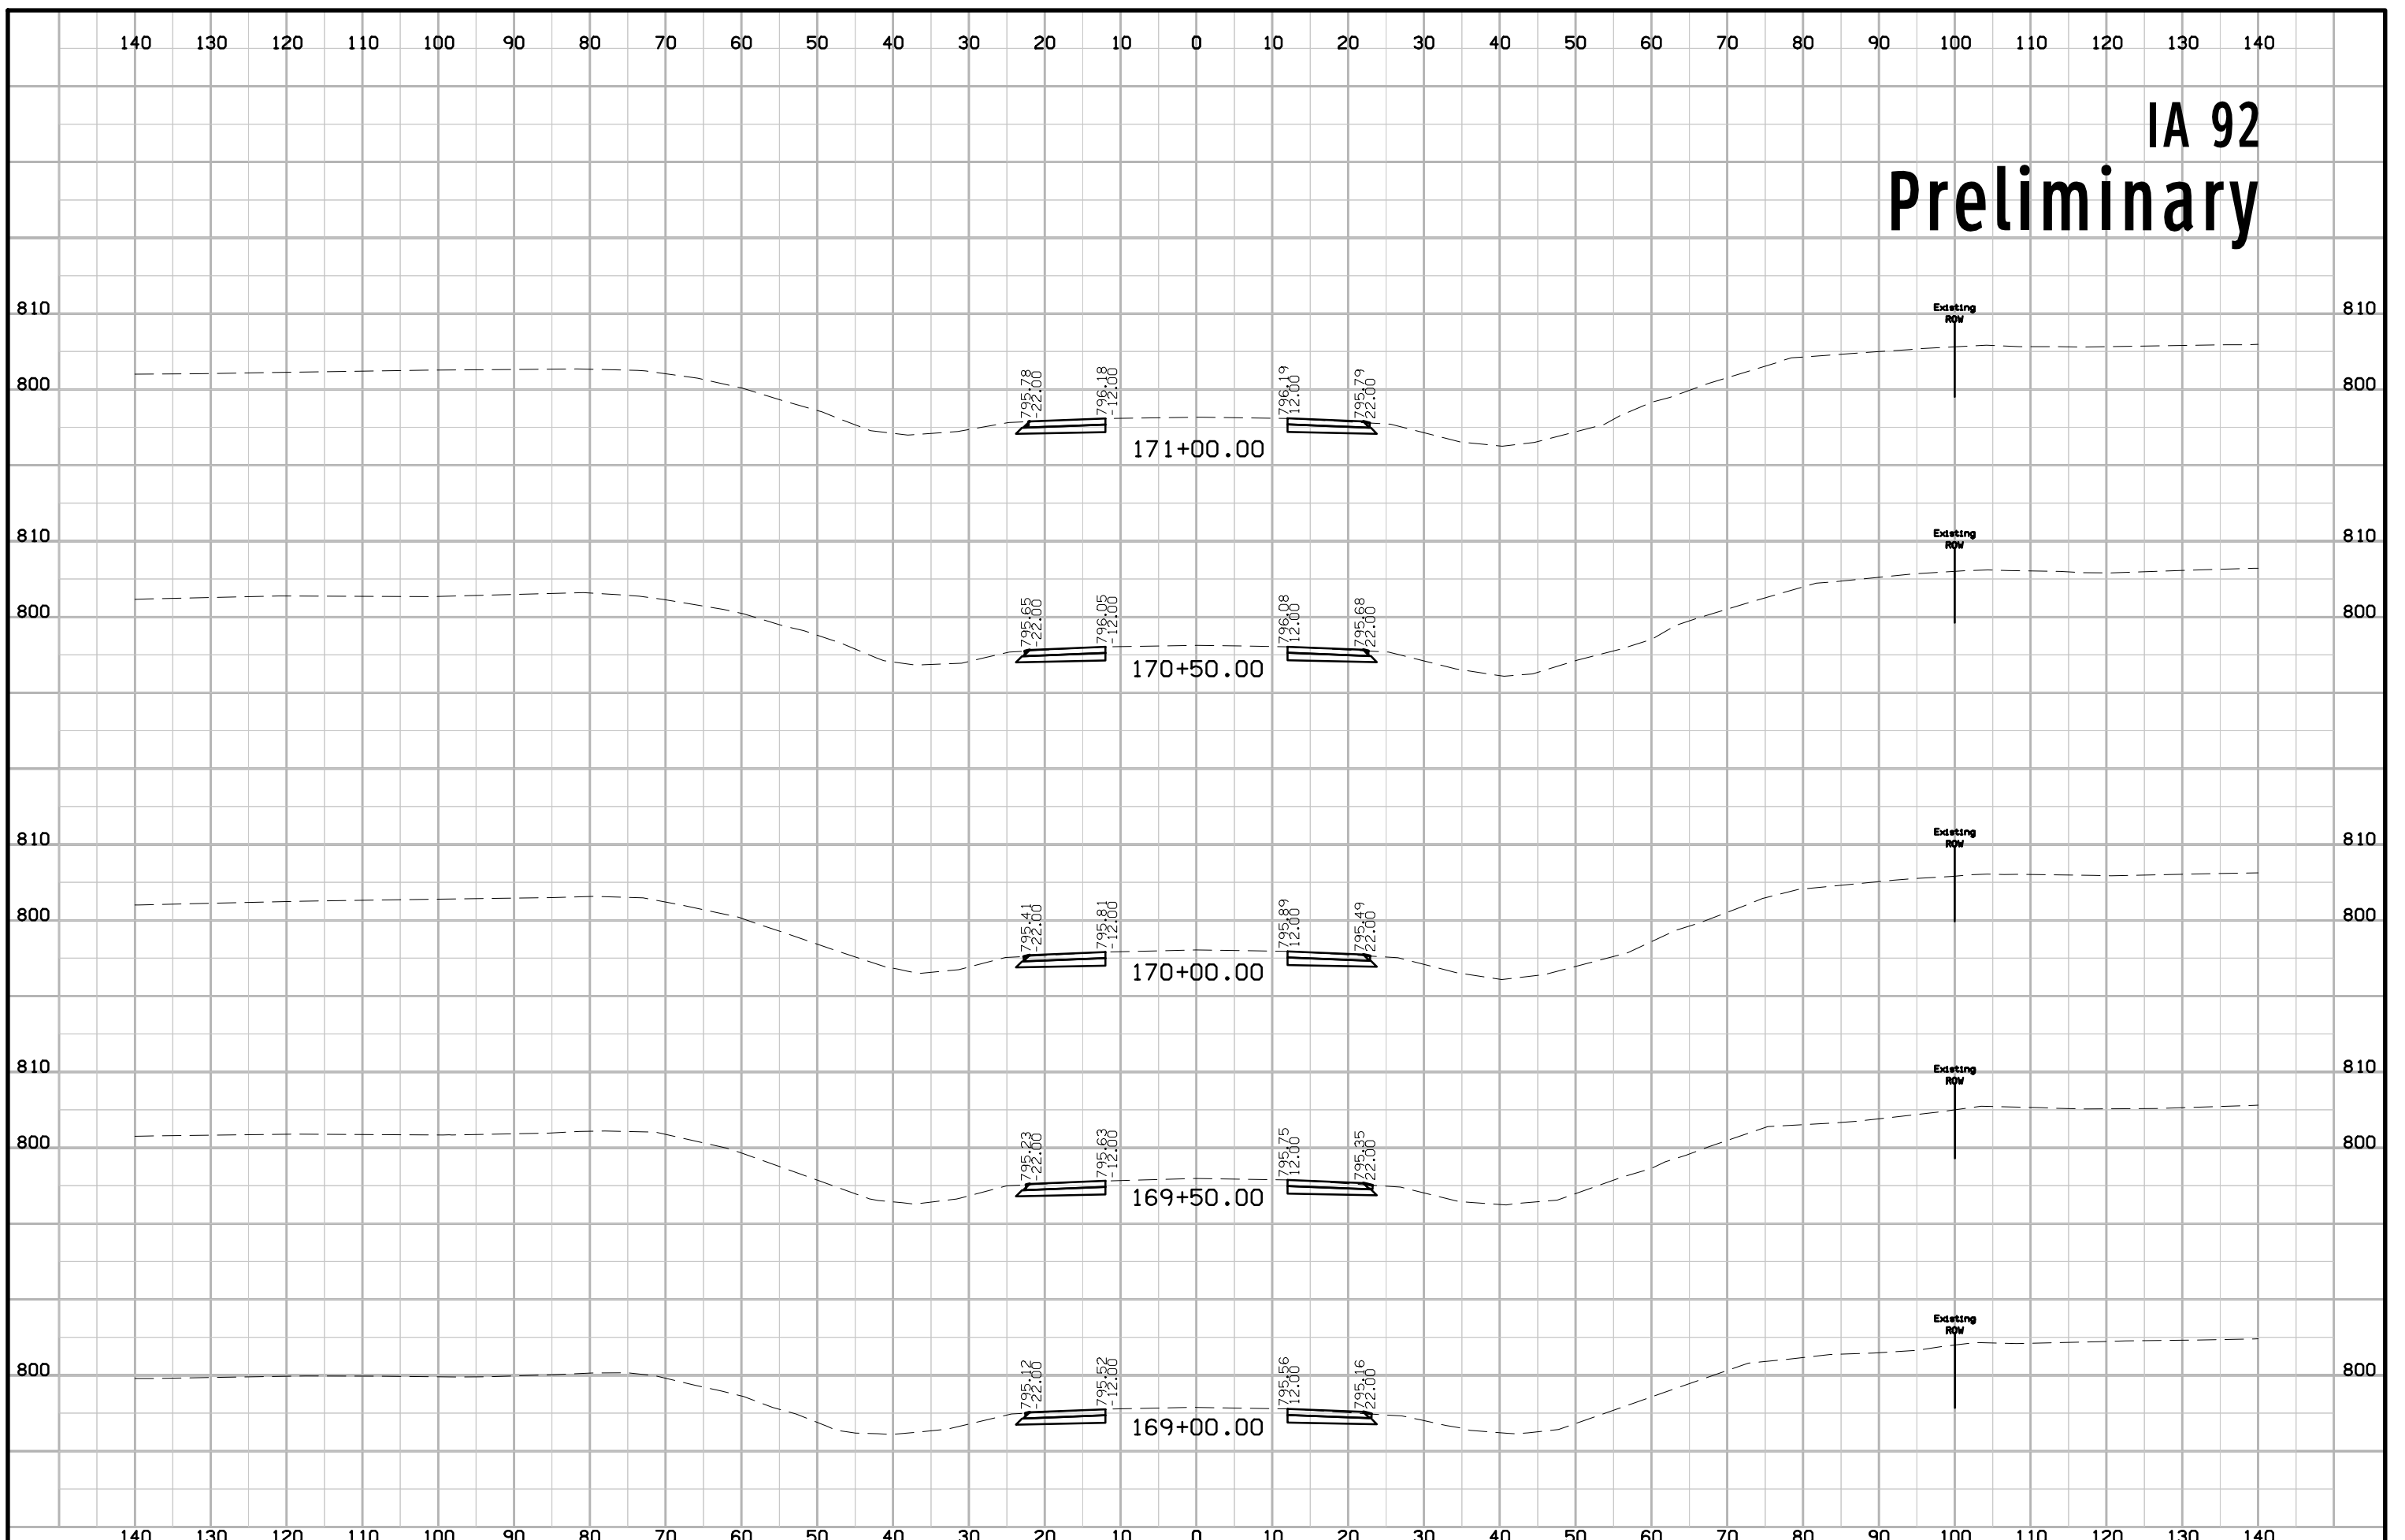 140 130 120 110 100 90 80 70 60 50 40 30 20 10 0 10 20 30 40 50 60 70 80 90 100 110 120 130 140
IA 92
Preliminary
810 810
Existing
ROW
800 800
795.78 796.18 796.19 795.79
-22.00 -12.00 12.00 22.00
171+00.00
810 810
Existing
ROW
800 800
795.65 796.05 796.08 795.68
-22.00 -12.00 12.00 22.00
170+50.00
810 810
Existing
ROW
800 800
795.41 795.81 795.89 795.49
-22.00 -12.00 12.00 22.00
170+00.00
810 810
Existing
ROW
800 800
795.23 795.63 795.75 795.35
-22.00 -12.00 12.00 22.00
169+50.00
Existing
ROW
800 800
795.12 795.52 795.56 795.16
-22.00 -12.00 12.00 22.00
169+00.00
140 130 120 110 100 90 80 70 60 50 40 30 20 10 0 10 20 30 40 50 60 70 80 90 100 110 120 130 140